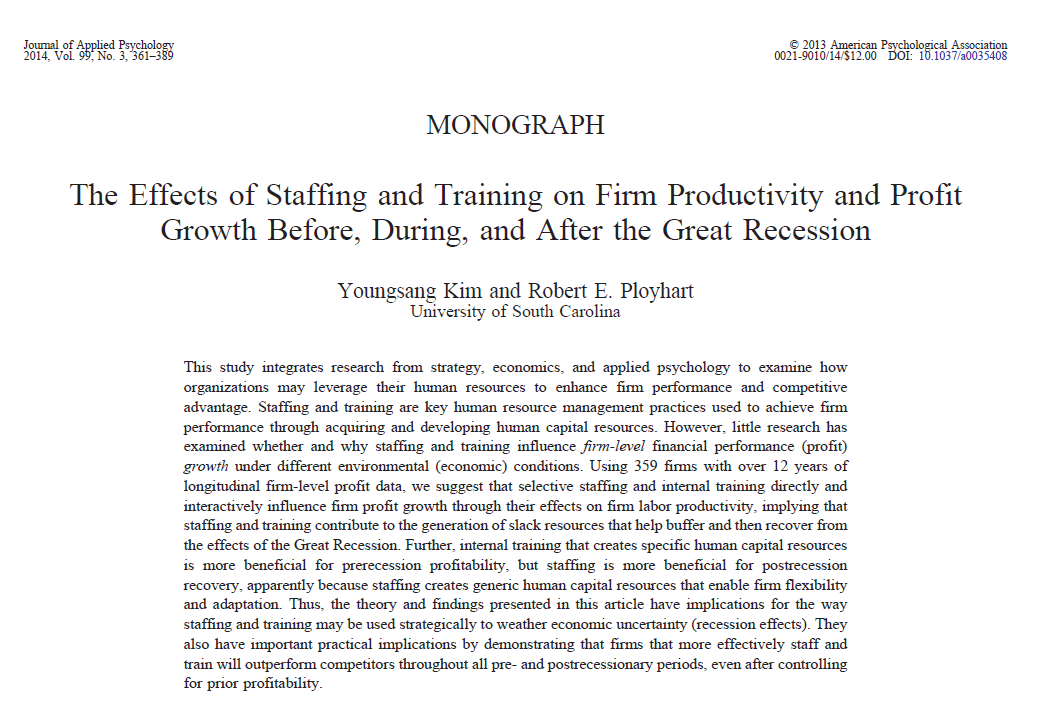 Journal of Applied Psychology
2014, Vol. 99, No. 3, 361–389
© 2013 American Psychological Association
0021-9010/14/$12.00 DOI: 10.1037/a0035408
MONOGRAPH
The Effects of Staffing and Training on Firm Productivity and Profit
Growth Before, During, and After the Great Recession
Youngsang Kim and Robert E. Ployhart
University of South Carolina
This study integrates research from strategy, economics, and applied psychology to examine how
organizations may leverage their human resources to enhance firm performance and competitive
advantage. Staffing and training are key human resource management practices used to achieve firm
performance through acquiring and developing human capital resources. However, little research has
examined whether and why staffing and training influence firm-level financial performance (profit)
growth under different environmental (economic) conditions. Using 359 firms with over 12 years of
longitudinal firm-level profit data, we suggest that selective staffing and internal training directly and
interactively influence firm profit growth through their effects on firm labor productivity, implying that
staffing and training contribute to the generation of slack resources that help buffer and then recover from
the effects of the Great Recession. Further, internal training that creates specific human capital resources
is more beneficial for prerecession profitability, but staffing is more beneficial for postrecession
recovery, apparently because staffing creates generic human capital resources that enable firm flexibility
and adaptation. Thus, the theory and findings presented in this article have implications for the way
staffing and training may be used strategically to weather economic uncertainty (recession effects). They
also have important practical implications by demonstrating that firms that more effectively staff and
train will outperform competitors throughout all pre- and postrecessionary periods, even after controlling
for prior profitability.